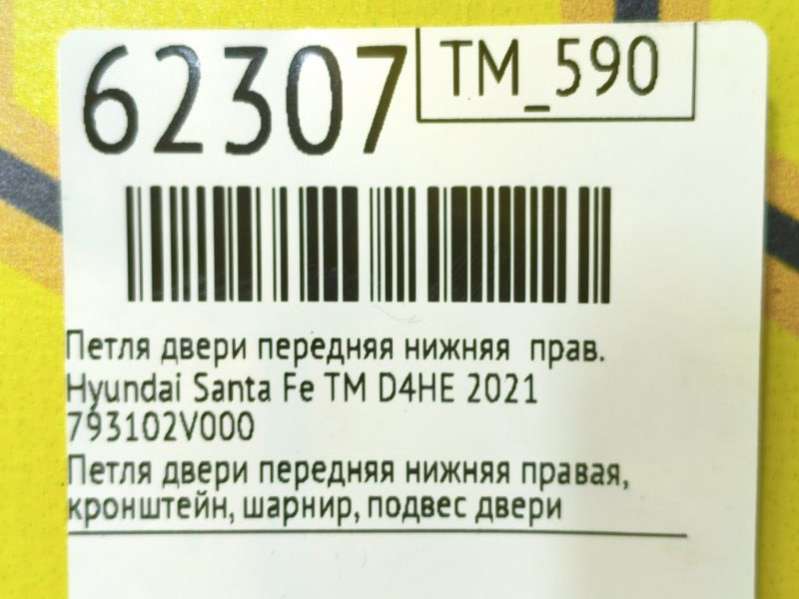 62307
TM_590
Петля двери передняя нижняя прав.
Hyundai Santa Fe TM D4HE 2021
793102V000
Петля двери передняя нижняя правая,
кронштейн, шарнир, подвес двери